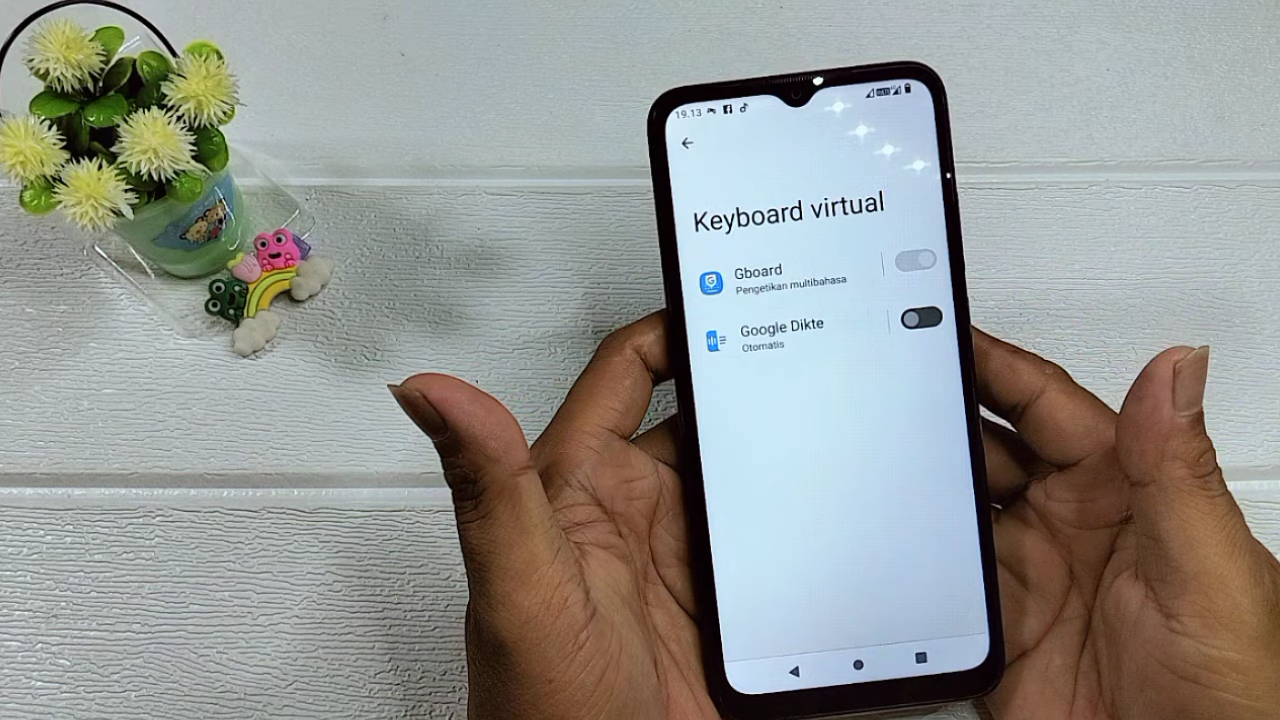 19.13
Keyboard virtual
Gboard
Pengetikan multibahasa
Google Dikte
Otomatis